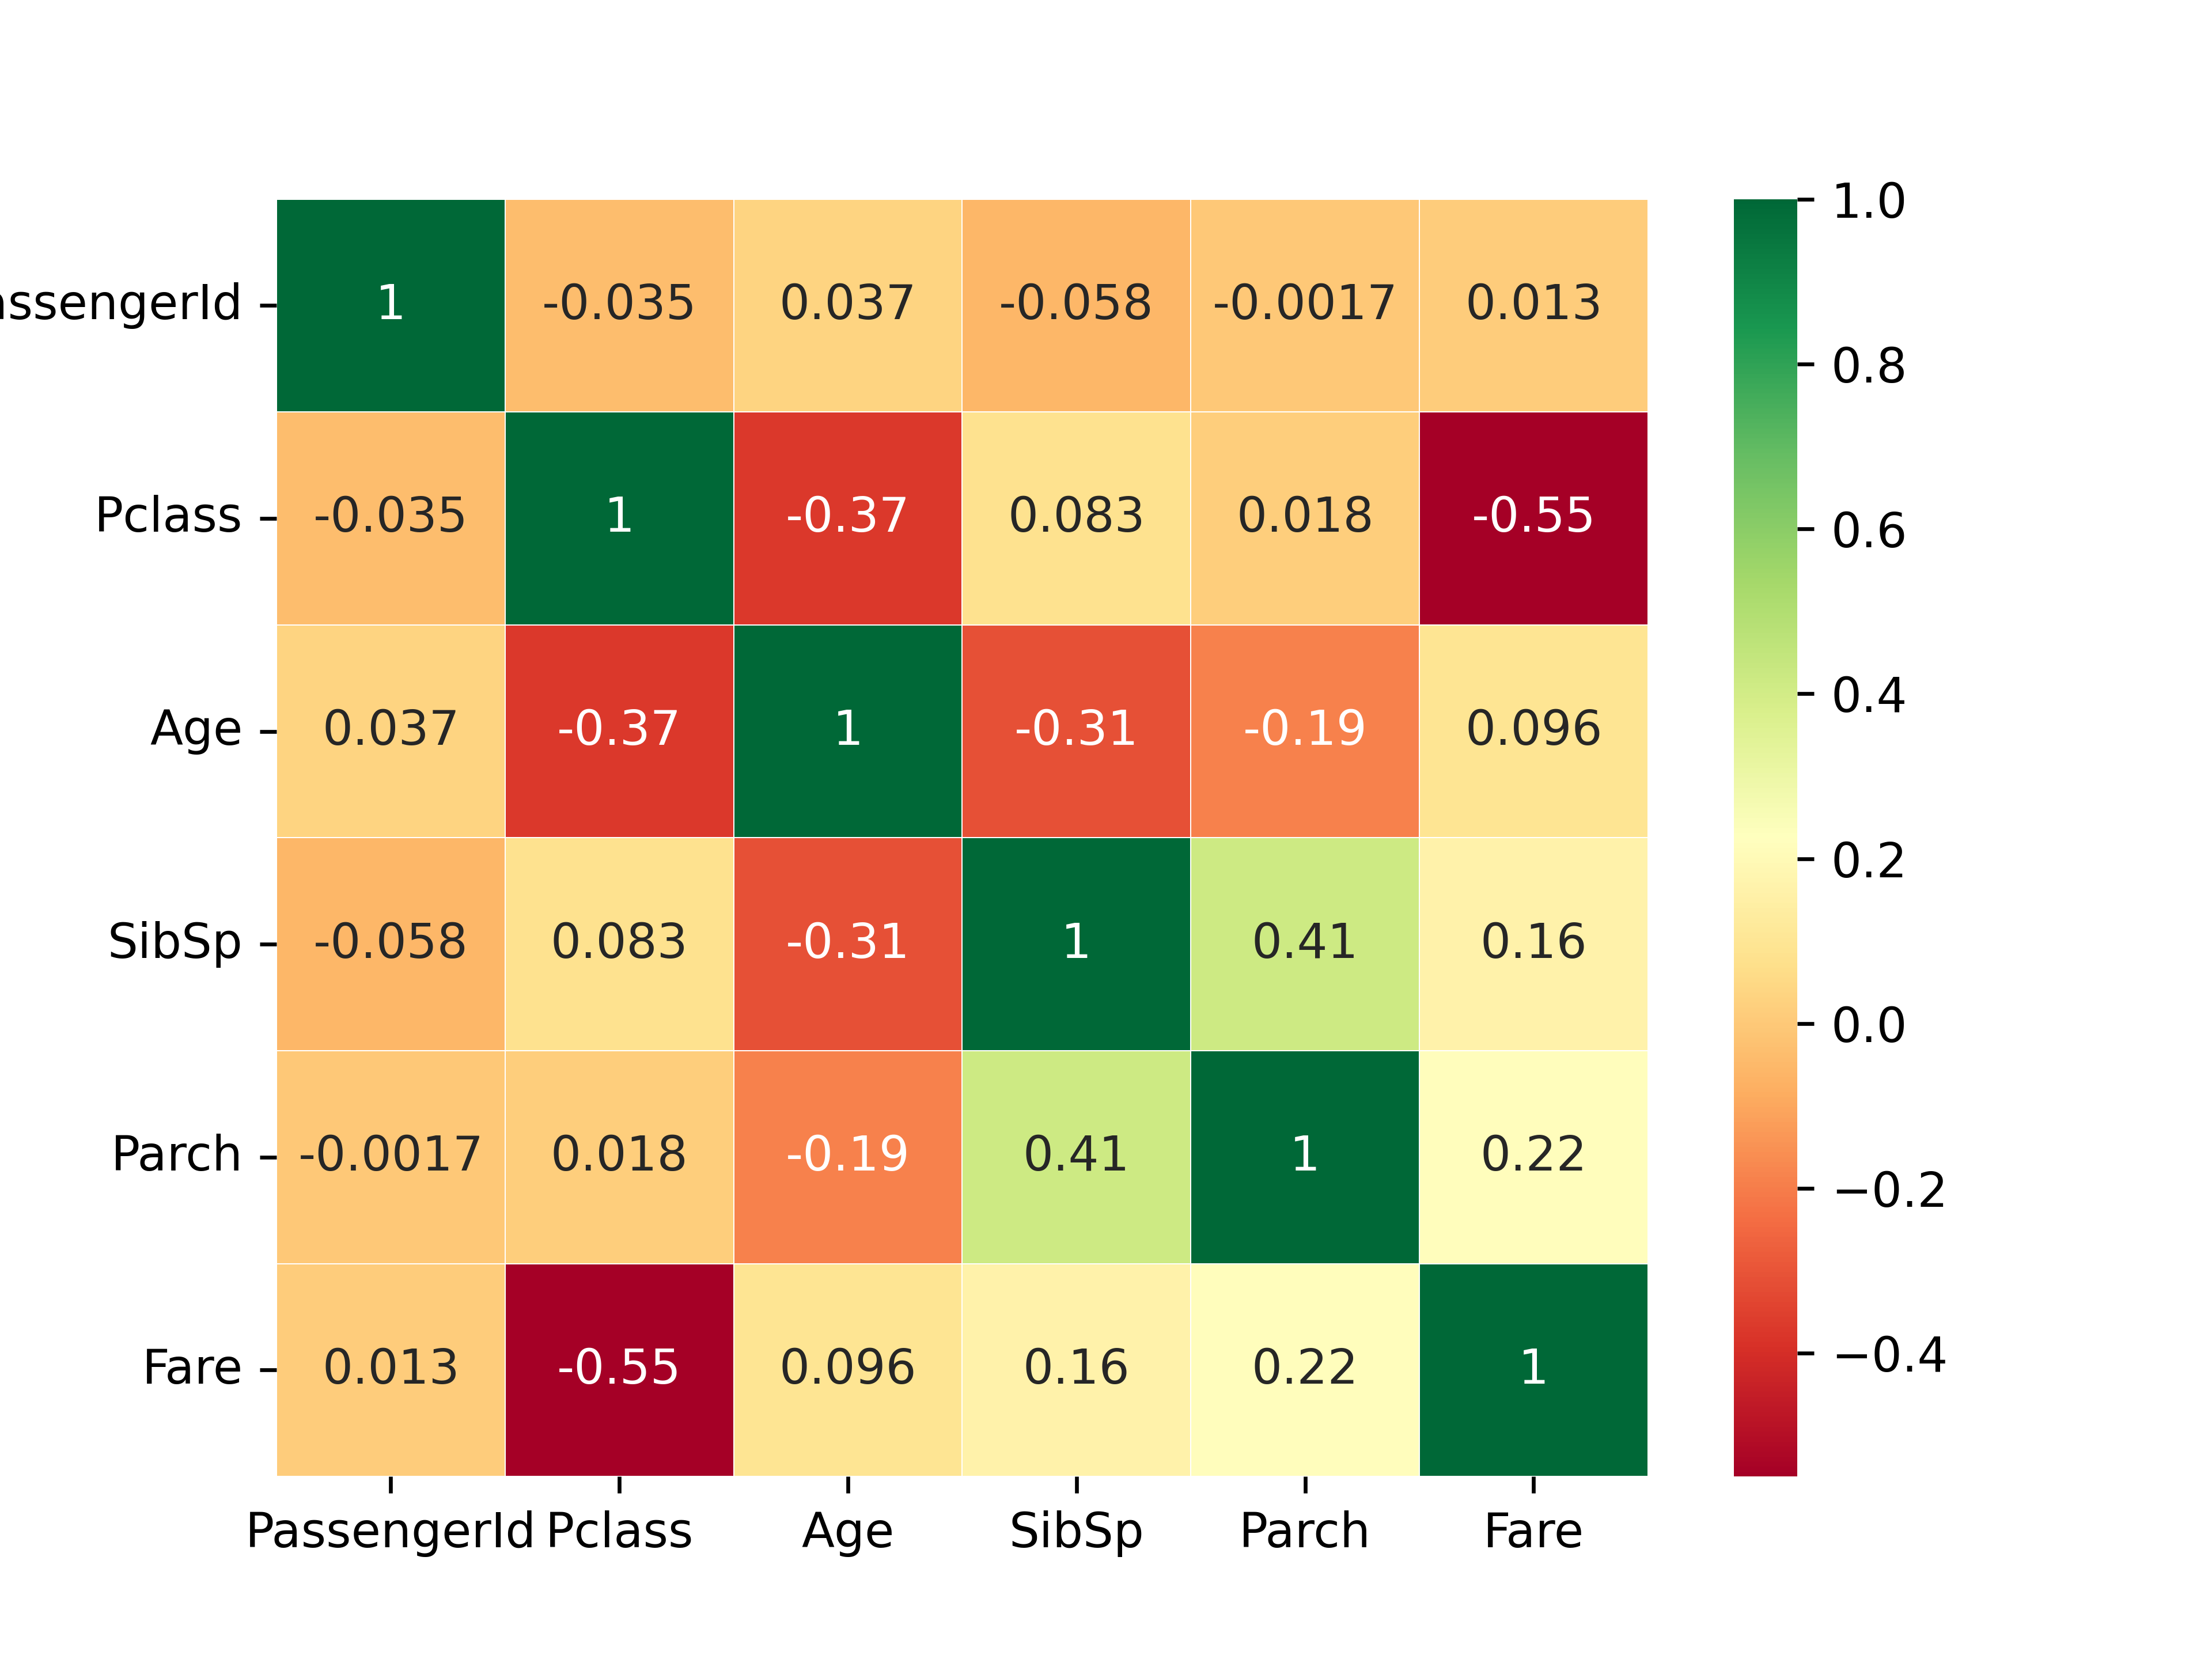 1.0
assengerId 1 -0.035 0.037 -0.058 -0.0017 0.013
0.8
Pclass -0.035 1 -0.37 0.083 0.018 -0.55
0.6
Age 0.037 -0.37 1 -0.31 -0.19 0.096
0.4
0.2
SibSp -0.058 0.083 -0.31 1 0.41 0.16
0.0
Parch -0.0017 0.018 -0.19 0.41 1 0.22
−0.2
Fare 0.013 -0.55 0.096 0.16 0.22 1
−0.4
PassengerId Pclass Age SibSp Parch Fare